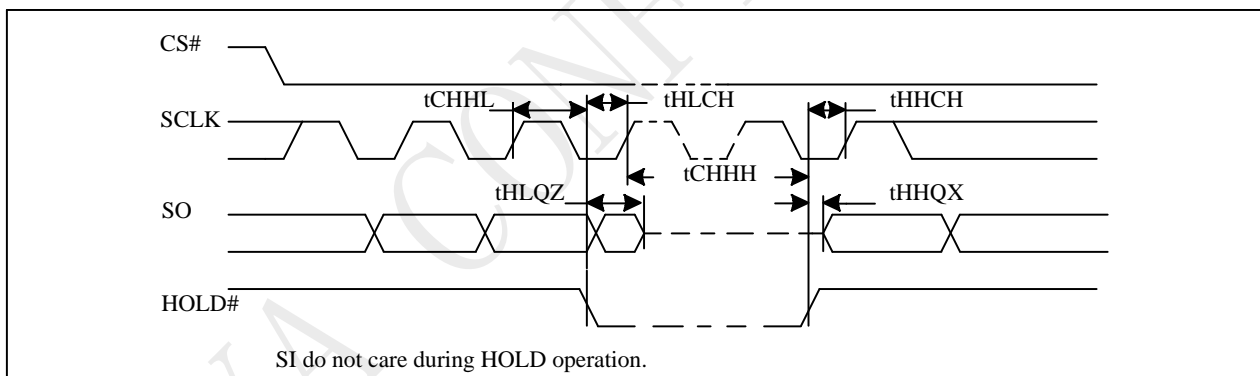 CS#
tCHHL
tHLCH
tHHCH
SCLK
tCHHH
tHLQZ
tHHQX
SO
HOLD#
SI do not care during HOLD operation.